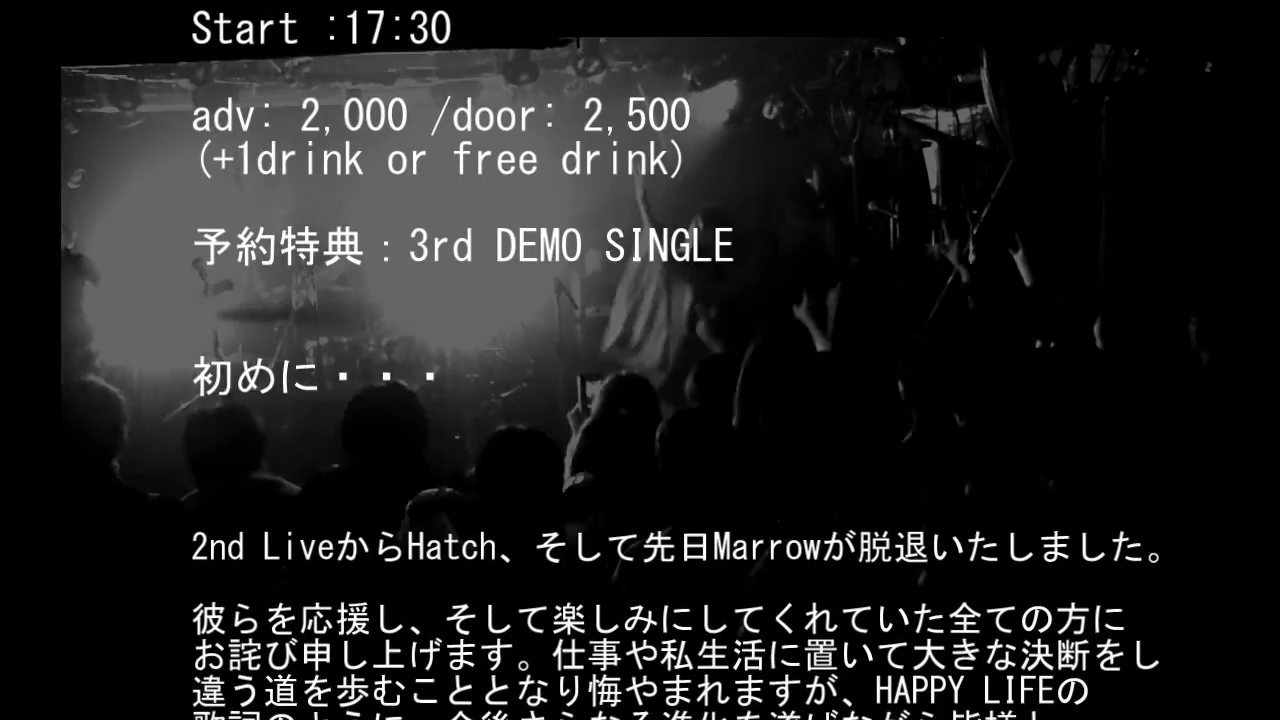 Start :17:30
adv: 2,000 /door: 2,500
(+1drink or free drink)
予約特典：3rd DEMO SINGLE
初めに・・・
2nd LiveからHatch、そして先日Marrowが脱退いたしました。
彼らを応援し、そして楽しみにしてくれていた全ての方に
お詫び申し上げます。仕事や私生活に置いて大きな決断をし
違う道を歩むこととなり悔やまれますが、HAPPY LIFEの